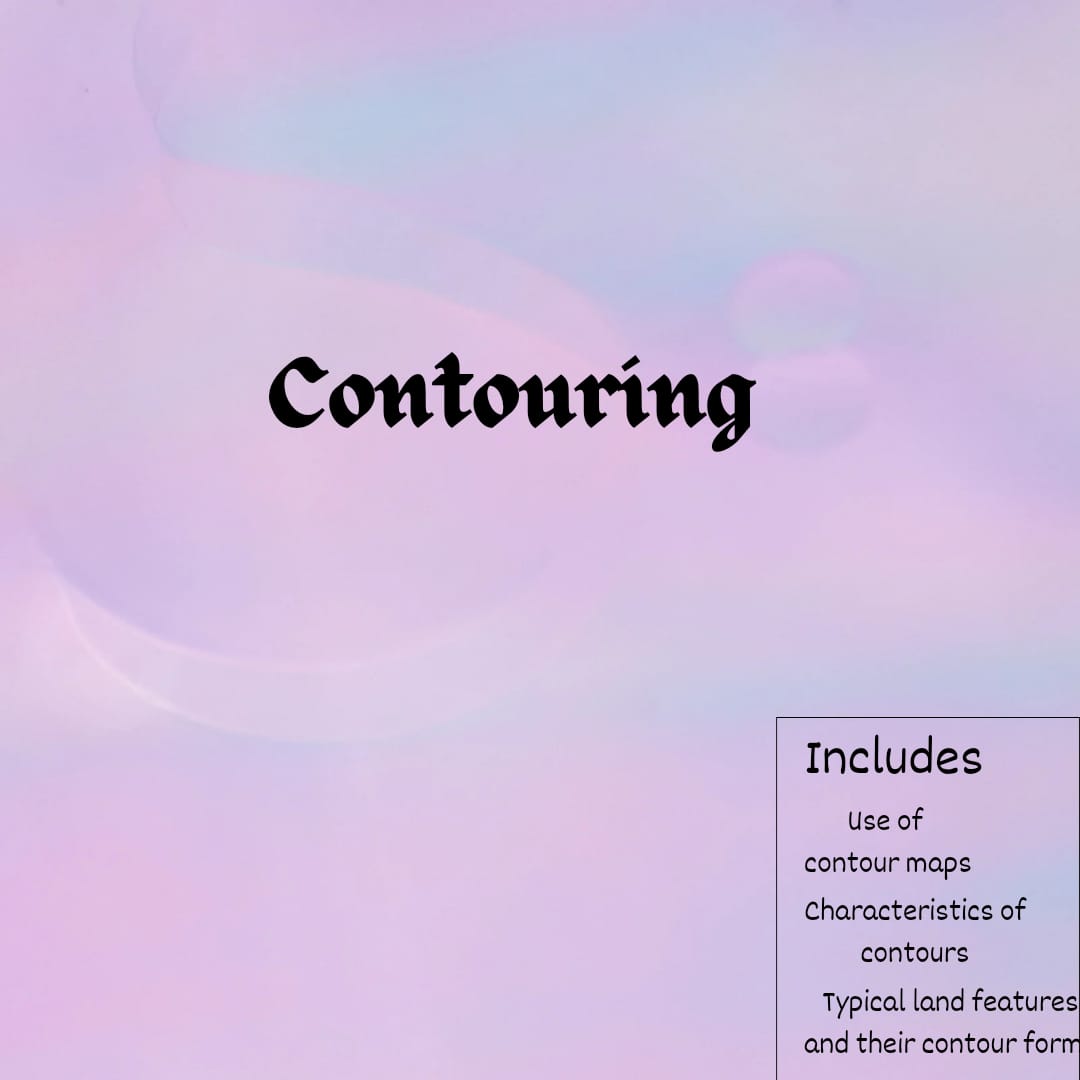 Contouring
Includes
Use of
contour maps
Characteristics of
contours
Typical land features
and their contour form